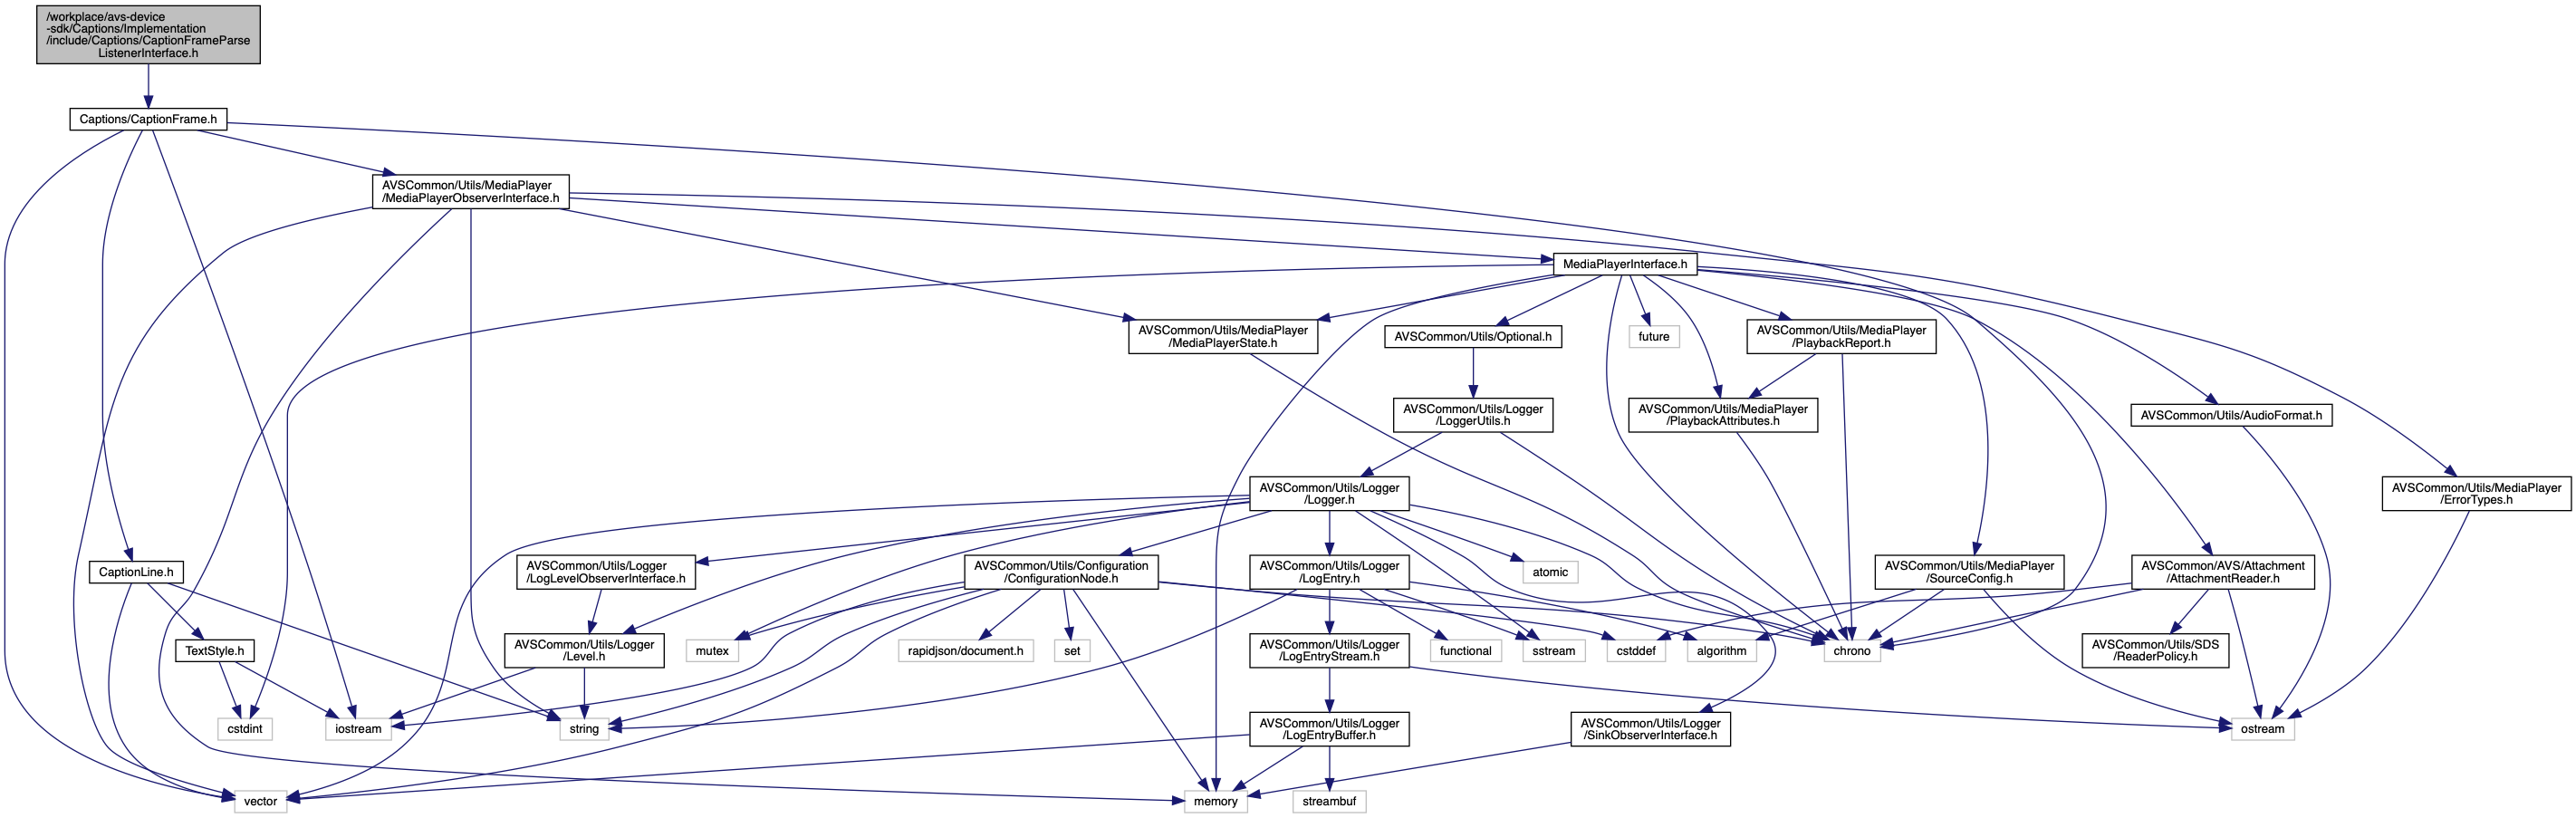 /workplace/avs-device
-sdk/Captions/Implementation
/include/Captions/CaptionFrameParse
ListenerInterface.h
Captions/CaptionFrame.h
AVSCommon/Utils/MediaPlayer
/MediaPlayerObserverInterface.h
MediaPlayerInterface.h
AVSCommon/Utils/MediaPlayer
/MediaPlayerState.h
AVSCommon/Utils/Optional.h
future
AVSCommon/Utils/MediaPlayer
/PlaybackReport.h
AVSCommon/Utils/Logger
/LoggerUtils.h
AVSCommon/Utils/MediaPlayer
/PlaybackAttributes.h
AVSCommon/Utils/AudioFormat.h
AVSCommon/Utils/Logger
/Logger.h
AVSCommon/Utils/MediaPlayer
/ErrorTypes.h
CaptionLine.h
AVSCommon/Utils/Logger
/LogLevelObserverInterface.h
AVSCommon/Utils/Configuration
/ConfigurationNode.h
AVSCommon/Utils/Logger
/LogEntry.h
atomic
AVSCommon/Utils/MediaPlayer
/SourceConfig.h
AVSCommon/AVS/Attachment
/AttachmentReader.h
TextStyle.h
AVSCommon/Utils/Logger
/Level.h
mutex
rapidjson/document.h
set
AVSCommon/Utils/Logger
/LogEntryStream.h
functional
sstream
cstddef
algorithm
chrono
AVSCommon/Utils/SDS
/ReaderPolicy.h
cstdint
iostream
string
AVSCommon/Utils/Logger
/LogEntryBuffer.h
AVSCommon/Utils/Logger
/SinkObserverInterface.h
ostream
vector
memory
streambuf